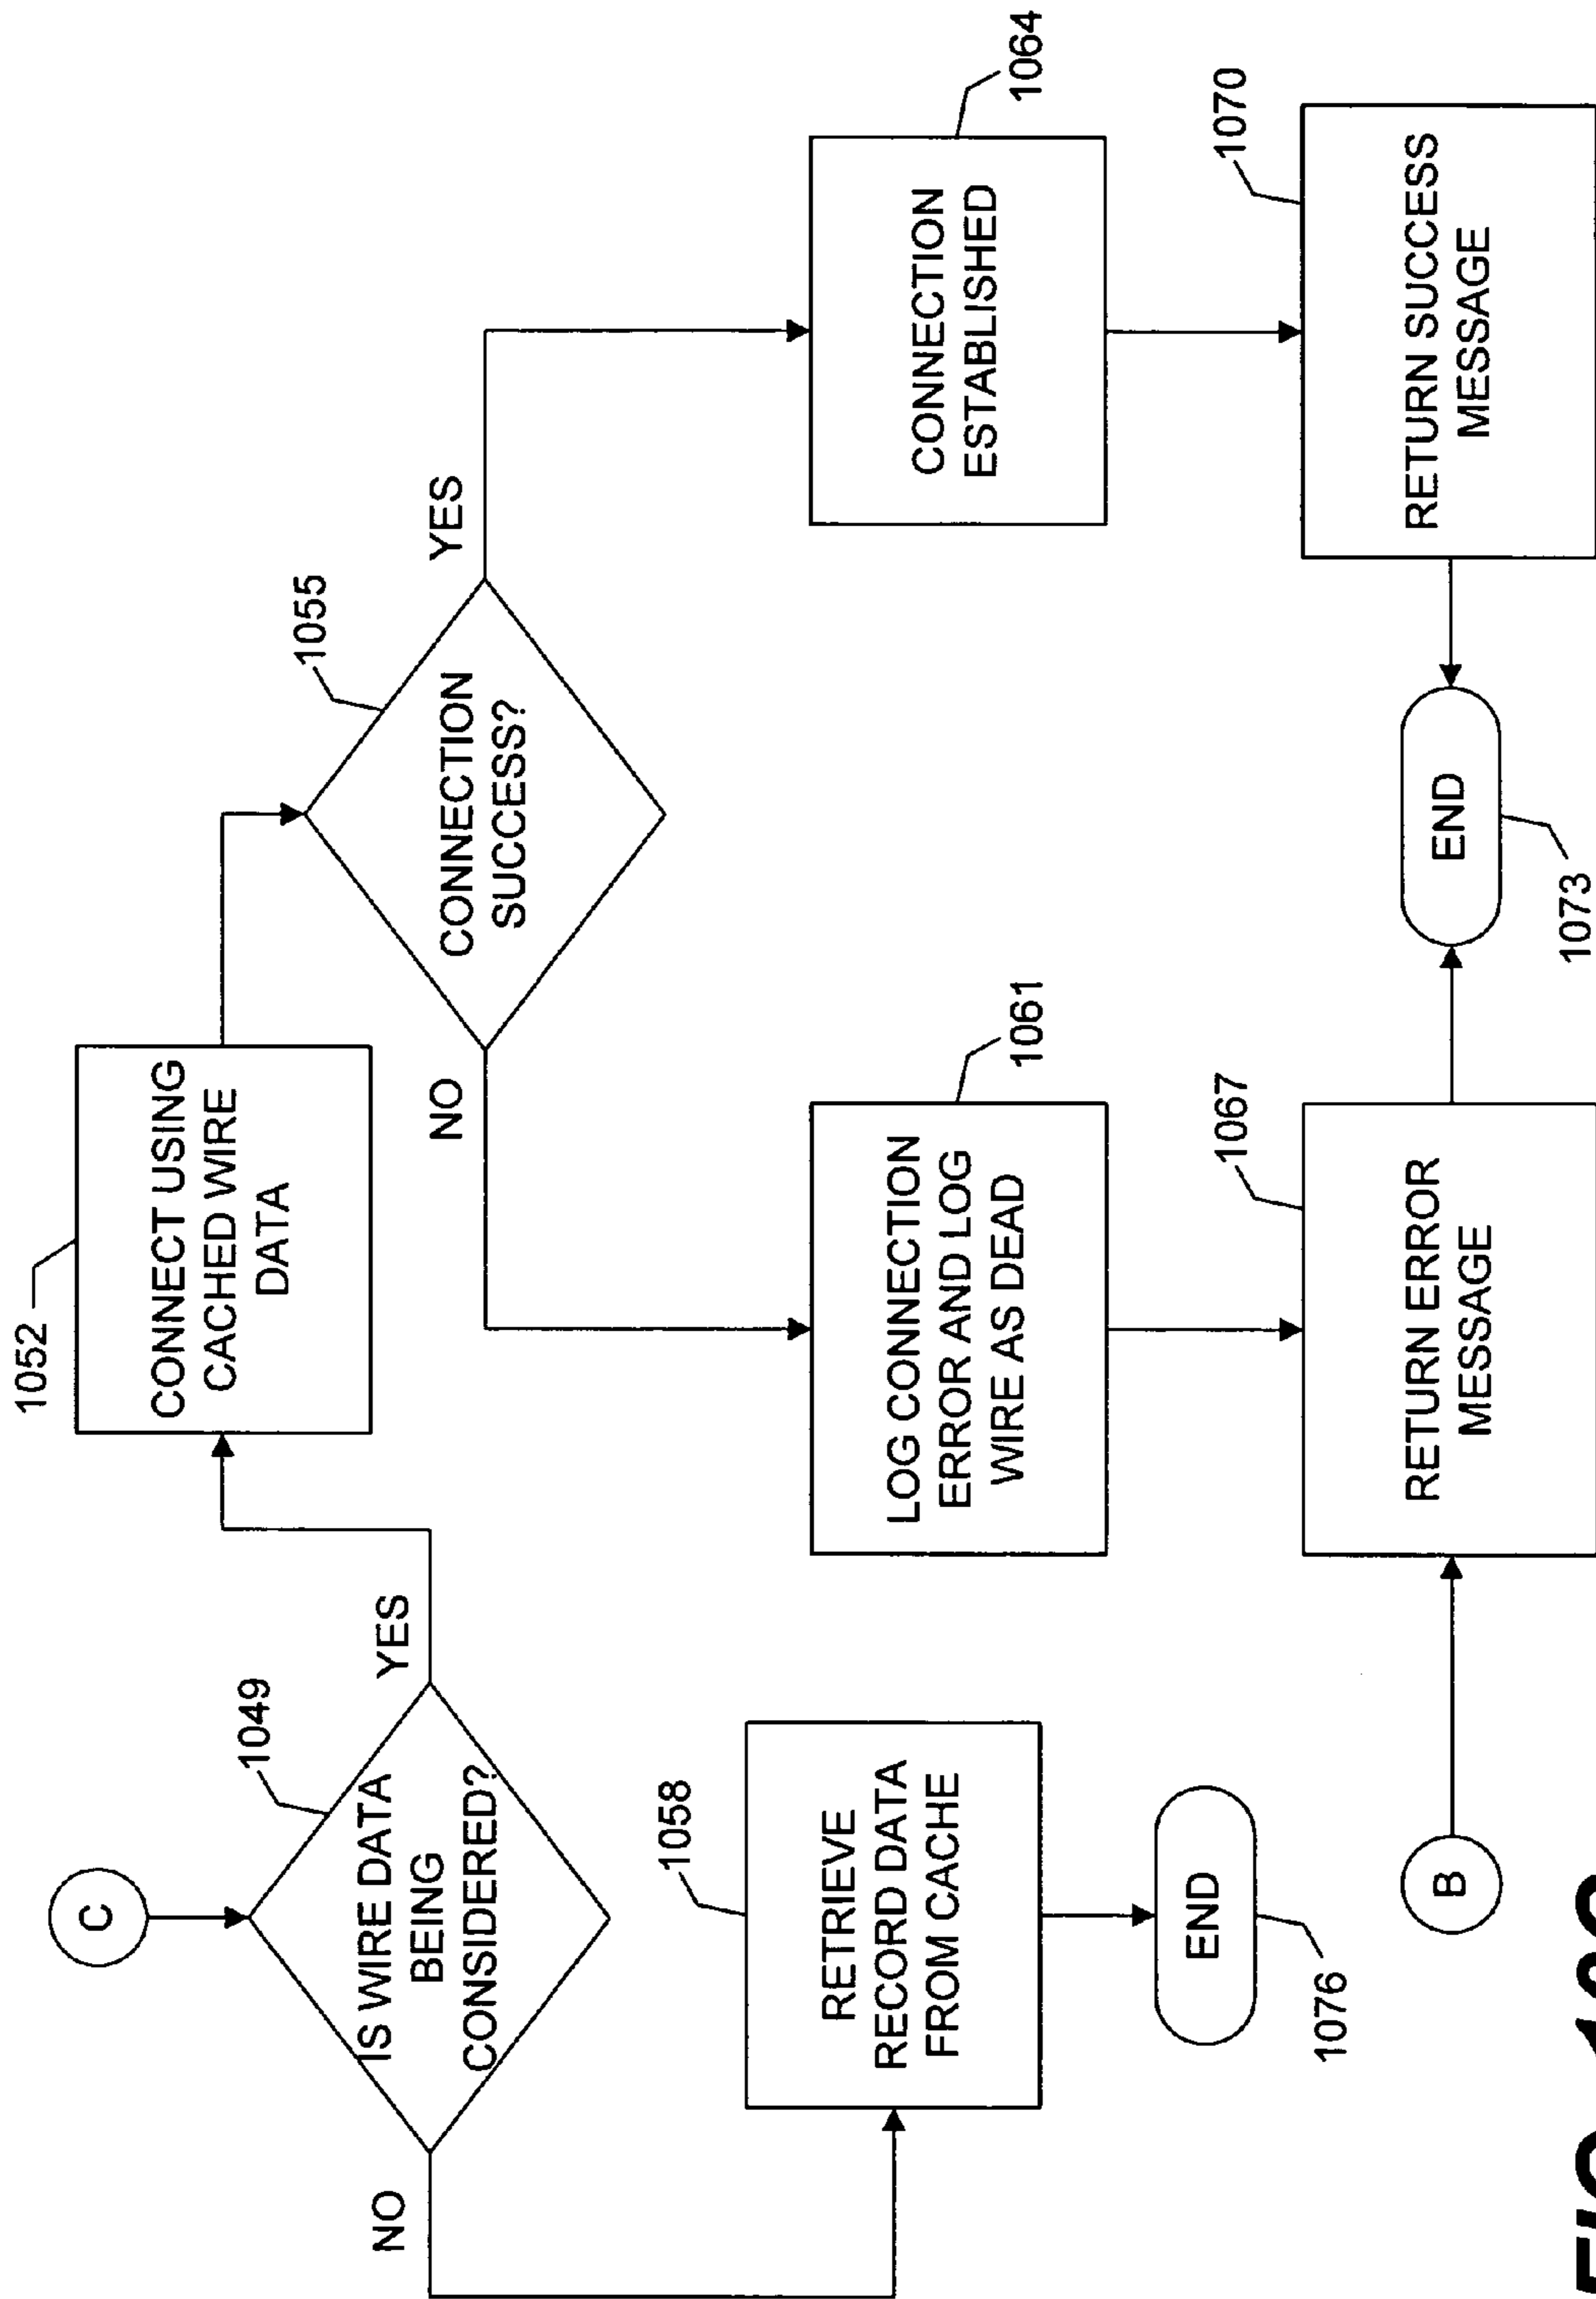 C
1049
IS WIRE DATA
BEING
CONSIDERED?
YES
NO
1052
CONNECT USING
CACHED WIRE
DATA
1055
CONNECTION
SUCCESS?
NO
YES
1058
RETRIEVE
RECORD DATA
FROM CACHE
END
1076
1061
LOG CONNECTION
ERROR AND LOG
WIRE AS DEAD
1064
CONNECTION
ESTABLISHED
B
1067
RETURN ERROR
MESSAGE
END
1073
1070
RETURN SUCCESS
MESSAGE
FIG.